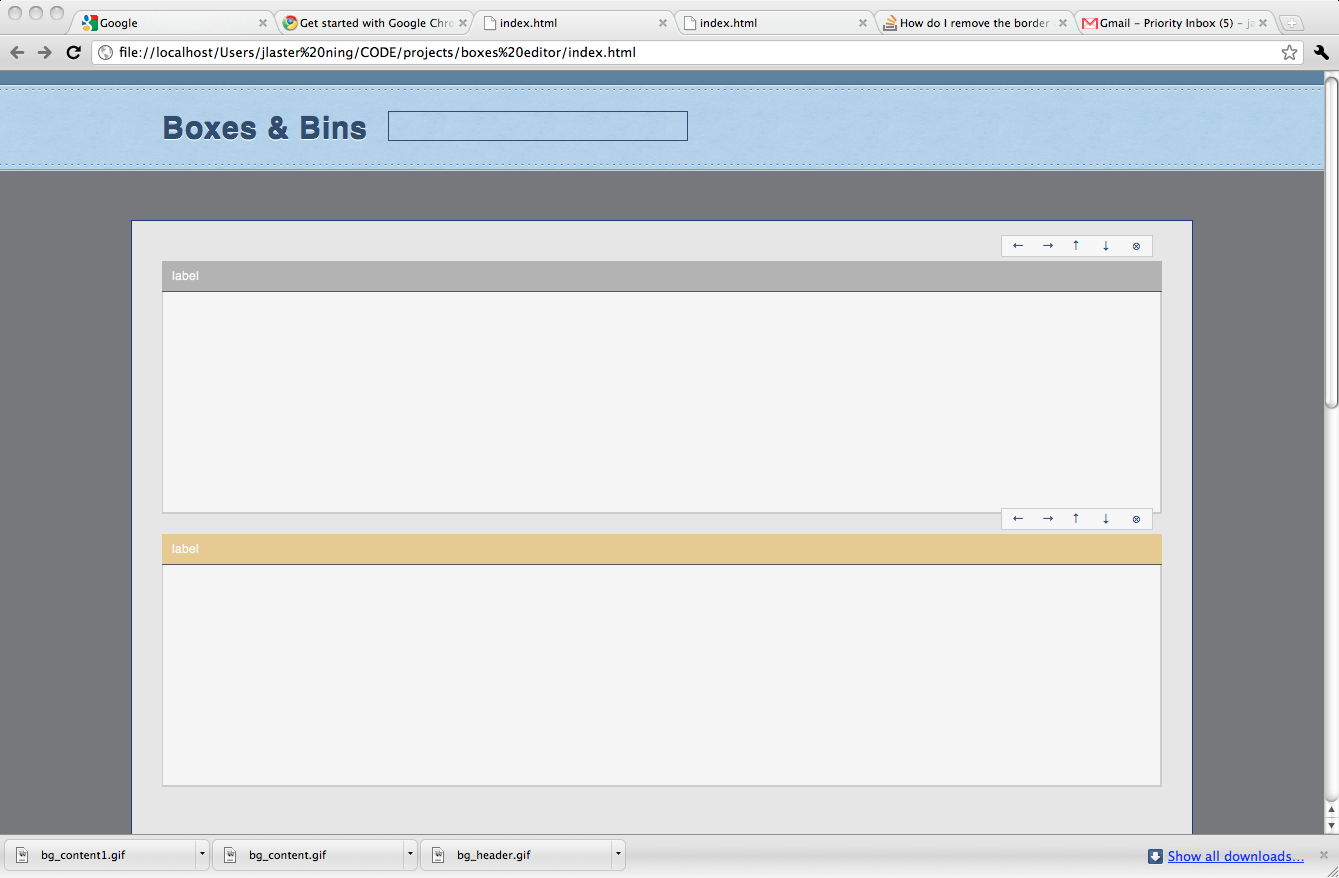 Google
Get started with Google Chro
index.html
index.html
How do I remove the border
Gmail – Priority Inbox (5) – ja
file://localhost/Users/jlaster%20ning/CODE/projects/boxes%20editor/index.html
Boxes & Bins
← → ↑ ↓ ⊗
label
← → ↑ ↓ ⊗
label
bg_content1.gif
bg_content.gif
bg_header.gif
Show all downloads...